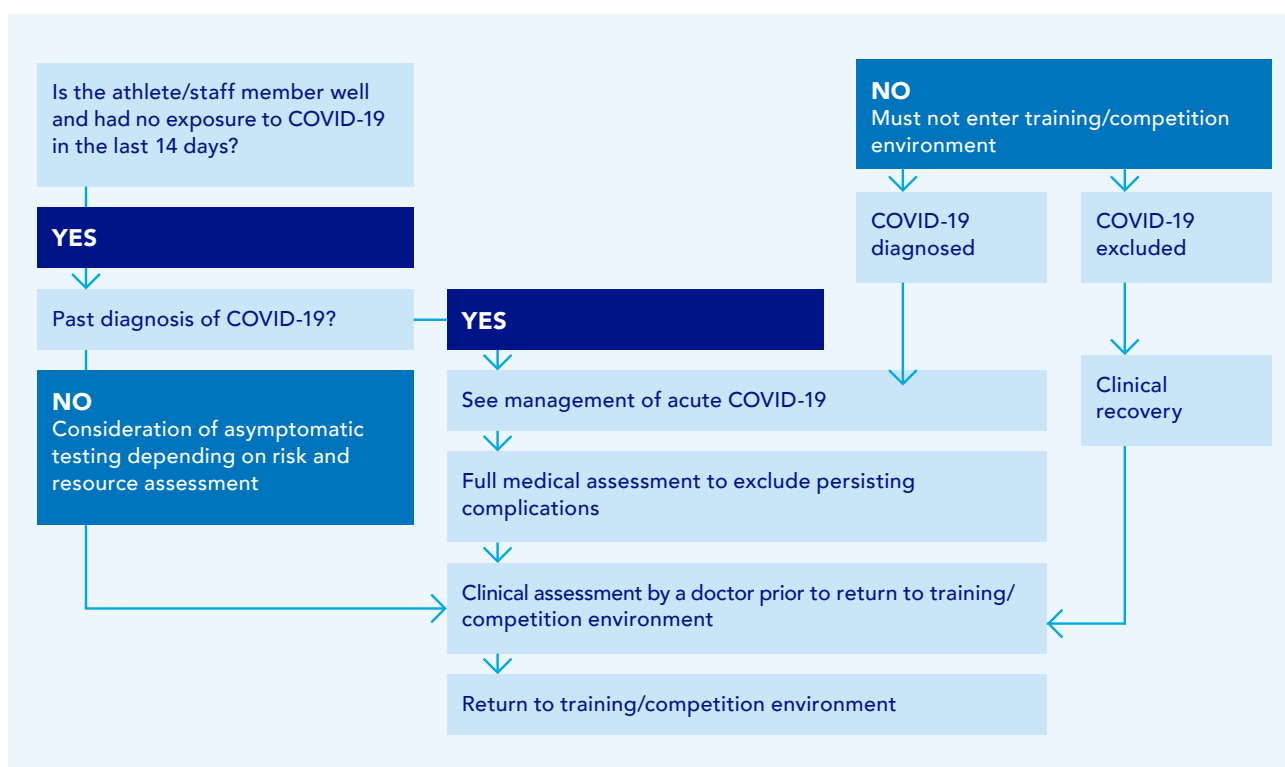 Is the athlete/staff member well
and had no exposure to COVID-19
in the last 14 days?
NO
Must not enter training/competition
environment
YES
COVID-19
diagnosed
COVID-19
excluded
Past diagnosis of COVID-19?
YES
NO
Consideration of asymptomatic
testing depending on risk and
resource assessment
See management of acute COVID-19
Clinical
recovery
Full medical assessment to exclude persisting
complications
Clinical assessment by a doctor prior to return to training/
competition environment
Return to training/competition environment